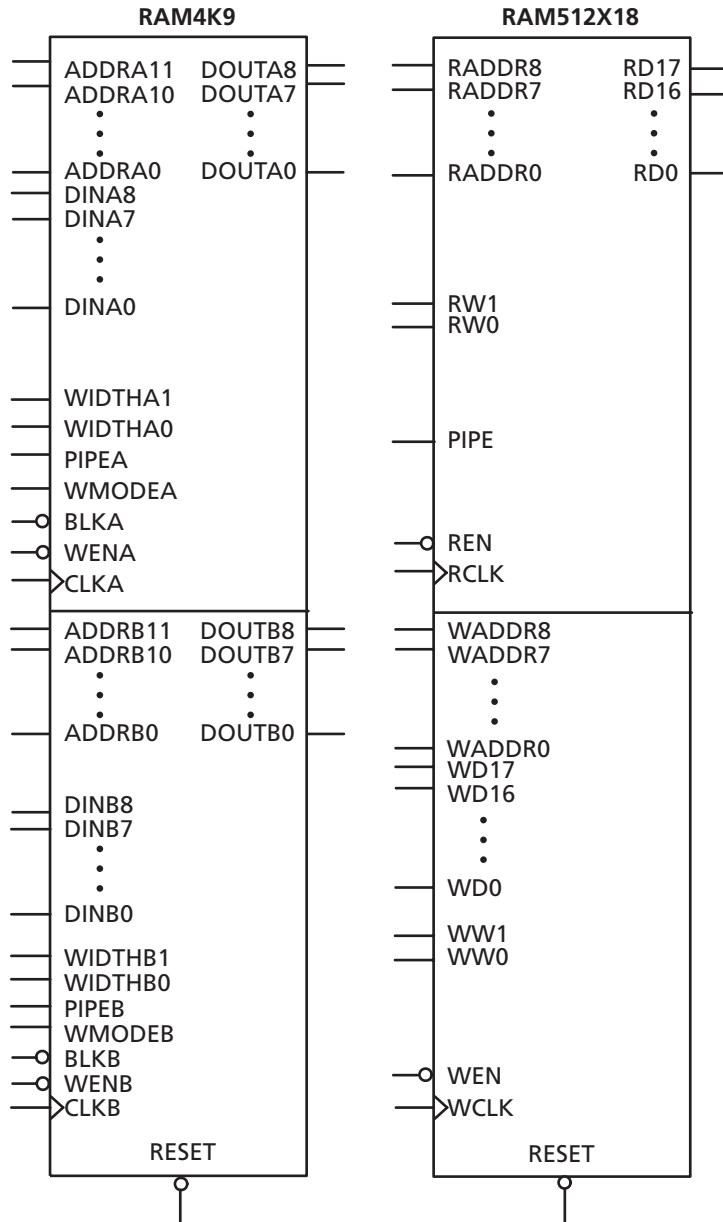 RAM4K9
ADDRA11 DOUTA8
ADDRA10 DOUTA7
ADDRA0 DOUTA0
DINA8
DINA7
DINA0
WIDTHA1
WIDTHA0
PIPEA
WMODEA
BLKA
WENA
CLKA
ADDRB11 DOUTB8
ADDRB10 DOUTB7
ADDRB0 DOUTB0
DINB8
DINB7
DINB0
WIDTHB1
WIDTHB0
PIPEB
WMODEB
BLKB
WENB
CLKB
RESET
RAM512X18
RADDR8 RD17
RADDR7 RD16
RADDR0 RD0
RW1
RW0
PIPE
REN
RCLK
WADDR8
WADDR7
WADDR0
WD17
WD16
WD0
WW1
WW0
WEN
WCLK
RESET